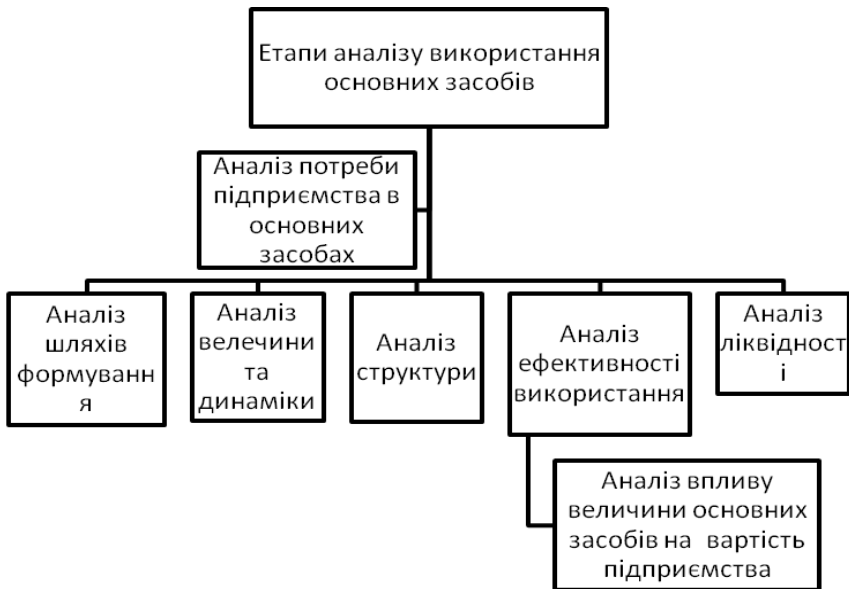 Етапи аналізу використання
основних засобів
Аналіз потреби
підприємства в
основних
засобах
Аналіз
шляхів
формуванн
я
Аналіз
велечини
та
динаміки
Аналіз
структури
Аналіз
ефективності
використання
Аналіз
ліквідност
і
Аналіз впливу
величини основних
засобів на вартість
підприємства